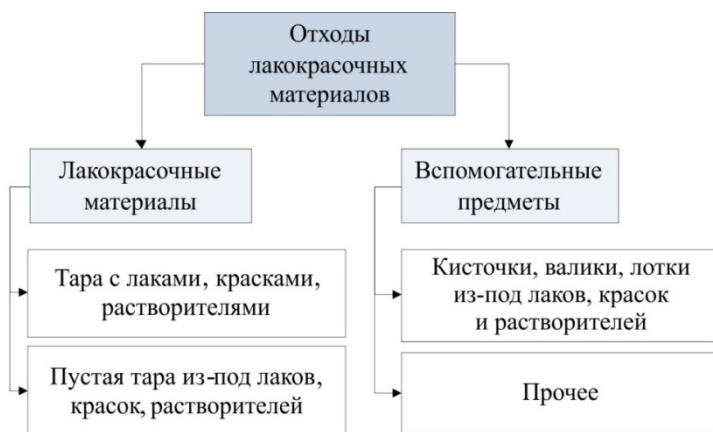 Отходы
лакокрасочных
материалов
Лакокрасочные
материалы
Вспомогательные
предметы
Тара с лаками, красками,
растворителями
Кисточки, валики, лотки
из-под лаков, красок
и растворителей
Пустая тара из-под лаков,
красок, растворителей
Прочее